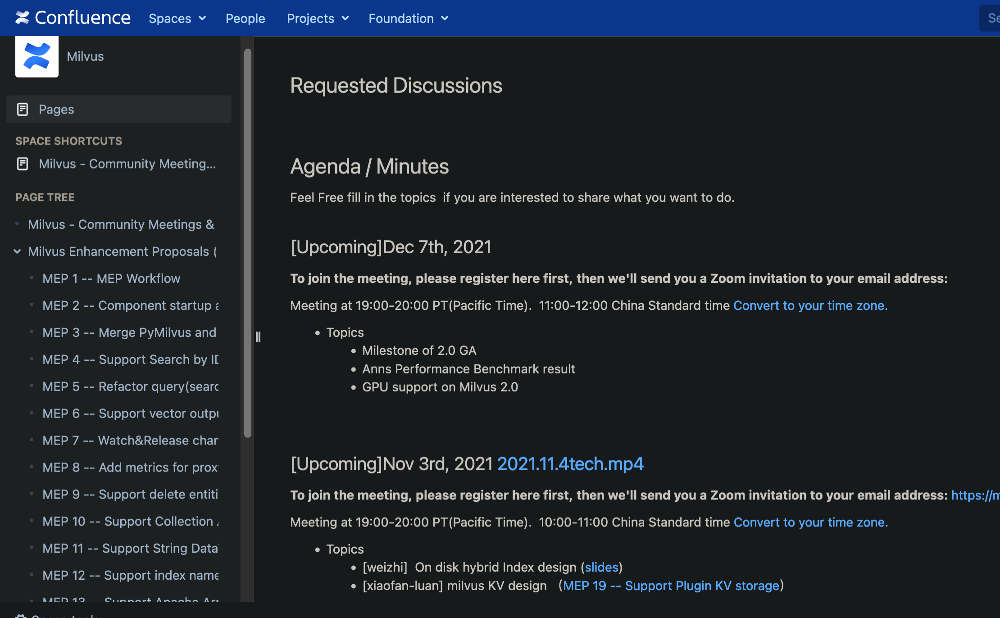 Confluence Spaces People Projects Foundation
Milvus
Pages
SPACE SHORTCUTS
Milvus - Community Meeting...
PAGE TREE
Milvus - Community Meetings &
Milvus Enhancement Proposals (
MEP 1 -- MEP Workflow
MEP 2 -- Component startup
MEP 3 -- Merge PyMilvus and
MEP 4 -- Support Search by
MEP 5 -- Refactor
MEP 6 -- Support vector
MEP 7 -- Watch&Release
MEP 8 -- Add metrics for
MEP 9 -- Support delete
MEP 10 -- Support Collection
MEP 11 -- Support String
MEP 12 -- Support index
MEP 13 -- Support Apache
Requested Discussions
Agenda / Minutes
Feel Free fill in the topics  if you are interested to share what you want to do.
[Upcoming]Dec 7th, 2021
To join the meeting, please register here first, then we'll send you a Zoom invitation to your email address:
Meeting at 19:00-20:00 PT(Pacific Time).  11:00-12:00 China Standard time Convert to your time zone.
Topics
Milestone of 2.0 GA
Anns Performance Benchmark result
GPU support on Milvus 2.0
[Upcoming]Nov 3rd, 2021 2021.11.4tech.mp4
To join the meeting, please register here first, then we'll send you a Zoom invitation to your email address: https://m
Meeting at 19:00-20:00 PT(Pacific Time).  10:00-11:00 China Standard time Convert to your time zone.
Topics
[weizhi]  On disk hybrid Index design (slides)
[xiaofan-luan] milvus KV design   (MEP 19 -- Support Plugin KV storage)